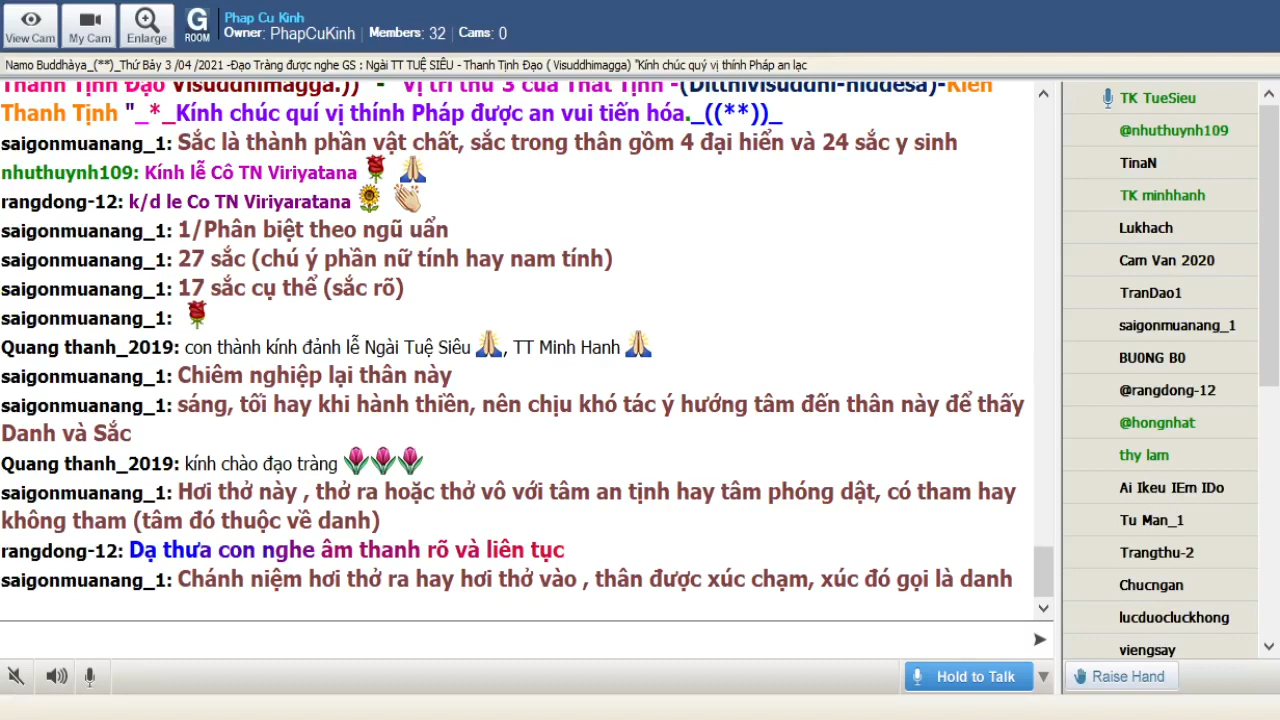 View Cam
My Cam
Enlarge
G
ROOM
Phap Cu Kinh
Owner: PhapCuKinh | Members: 32 | Cams: 0
Namo Buddhàya_(**)_Thứ Bảy 3 /04 /2021 -Đạo Tràng được nghe GS : Ngài TT TUỆ SIÊU - Thanh Tịnh Đạo ( Visuddhimagga) "Kính chúc quý vị thính Pháp an lạc
Thanh Tịnh Đạo Visuddhimagga.)) - " Vị trí thứ 3 của Thất Tịnh -(Ditthivisuddhi-niddesa)-Kiến
Thanh Tịnh "_*_Kính chúc quí vị thính Pháp được an vui tiến hóa._((**))_
saigonmuanang_1: Sắc là thành phần vật chất, sắc trong thân gồm 4 đại hiển và 24 sắc y sinh
nhuthuynh109: Kính lễ Cô TN Viriyatana
rangdong-12: k/d le Co TN Viriyaratana
saigonmuanang_1: 1/Phân biệt theo ngũ uẩn
saigonmuanang_1: 27 sắc (chú ý phần nữ tính hay nam tính)
saigonmuanang_1: 17 sắc cụ thể (sắc rõ)
saigonmuanang_1:
Quang thanh_2019: con thành kính đảnh lễ Ngài Tuệ Siêu , TT Minh Hanh
saigonmuanang_1: Chiêm nghiệp lại thân này
saigonmuanang_1: sáng, tối hay khi hành thiền, nên chịu khó tác ý hướng tâm đến thân này để thấy
Danh và Sắc
Quang thanh_2019: kính chào đạo tràng
saigonmuanang_1: Hơi thở này , thở ra hoặc thở vô với tâm an tịnh hay tâm phóng dật, có tham hay
không tham (tâm đó thuộc về danh)
rangdong-12: Dạ thưa con nghe âm thanh rõ và liên tục
saigonmuanang_1: Chánh niệm hơi thở ra hay hơi thở vào , thân được xúc chạm, xúc đó gọi là danh
Hold to Talk
TK TueSieu
@nhuthuynh109
TinaN
TK minhhanh
Lukhach
Cam Van 2020
TranDao1
saigonmuanang_1
BU0NG B0
@rangdong-12
@hongnhat
thy lam
Ai Ikeu IEm IDo
Tu Man_1
Trangthu-2
Chucngan
lucduocluckhong
viengsay
Raise Hand